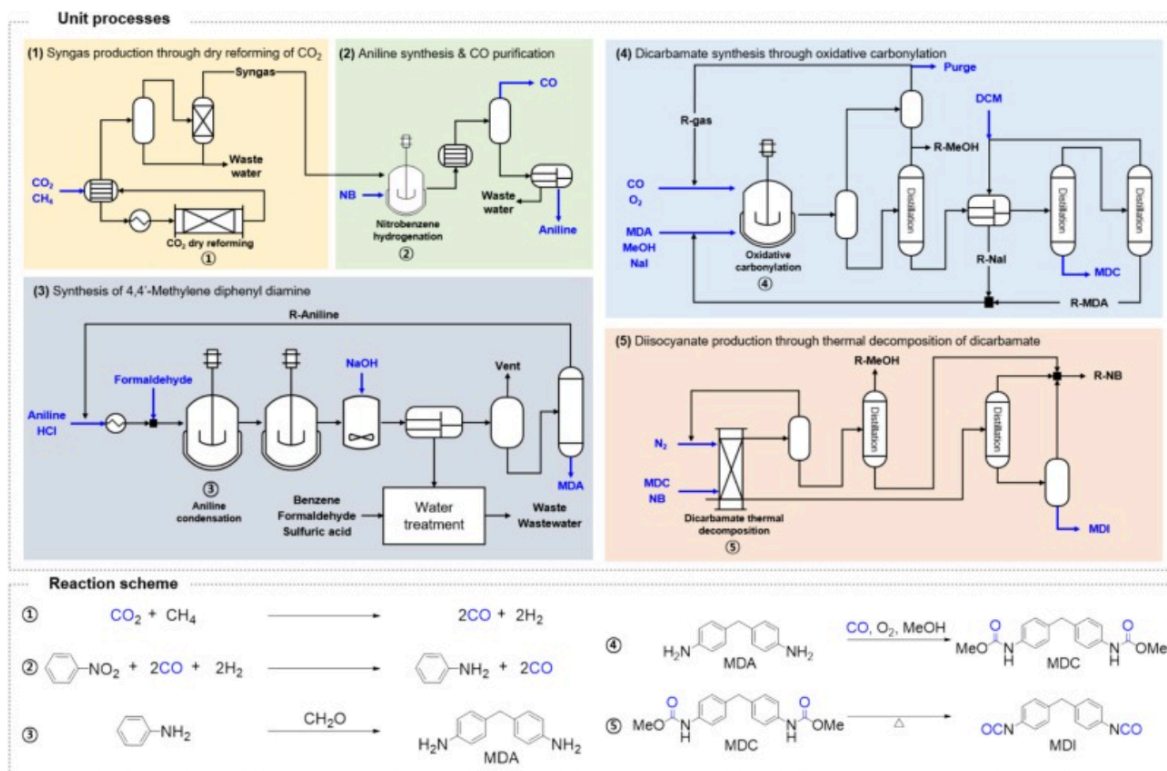 Unit processes
(1) Syngas production through dry reforming of CO₂
Syngas
Waste
water
CO₂
CH₄
CO₂ dry reforming
①
(2) Aniline synthesis & CO purification
CO
NB
Waste
water
Aniline
Nitrobenzene
hydrogenation
②
(3) Synthesis of 4,4'-Methylene diphenyl diamine
R-Aniline
Formaldehyde
NaOH
Vent
Aniline
HCl
③
Aniline
condensation
MDA
Benzene
Formaldehyde
Sulfuric acid
Water
treatment
Waste
Wastewater
(4) Dicarbamate synthesis through oxidative carbonylation
Purge
R-gas
DCM
R-MeOH
CO
O₂
MDA
MeOH
NaI
Oxidative
carbonylation
④
Distillation
Distillation
Distillation
R-NaI
MDC
R-MDA
(5) Diisocyanate production through thermal decomposition of dicarbamate
R-MeOH
R-NB
N₂
Distillation
Distillation
MDC
NB
Dicarbamate thermal
decomposition
⑤
MDI
Reaction scheme
① CO₂ + CH₄ 2CO + 2H₂
② NO₂ + 2CO + 2H₂ NH₂ + 2CO
③ NH₂ CH₂O H₂N NH₂
MDA
④ H₂N NH₂ CO, O₂, MeOH MeO O N H N H O OMe
MDA MDC
⑤ MeO O N H N H O OMe △ OCN NCO
MDC MDI